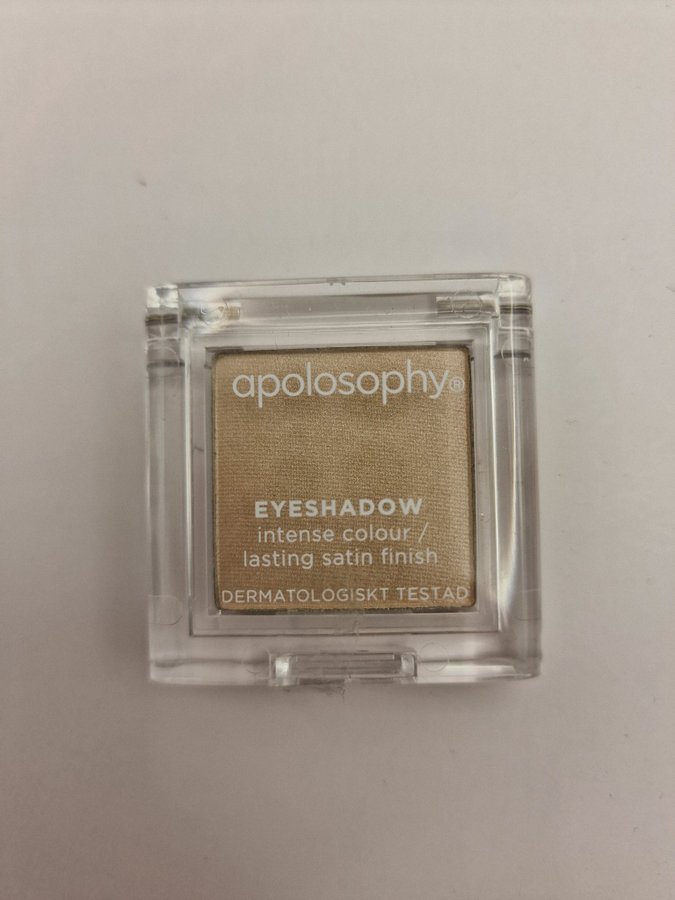 apolosophy®
EYESHADOW
intense colour /
lasting satin finish
DERMATOLOGISKT TESTAD